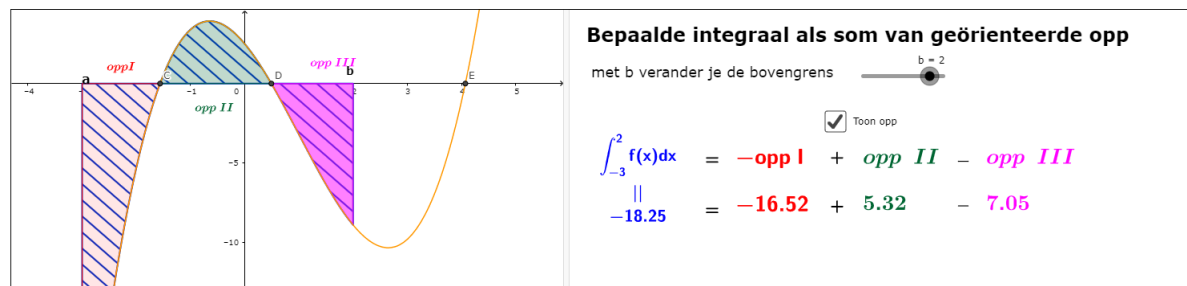 oppI
opp III
a
b
C
D
E
−4
−1
0
2
4
5
opp II
−5
−10
Bepaalde integraal als som van geörienteerde opp
b = 2
met b verander je de bovengrens
Toon opp
∫₋₃² f(x)dx = −opp I + opp II − opp III
||
−18.25 = −16.52 + 5.32 − 7.05